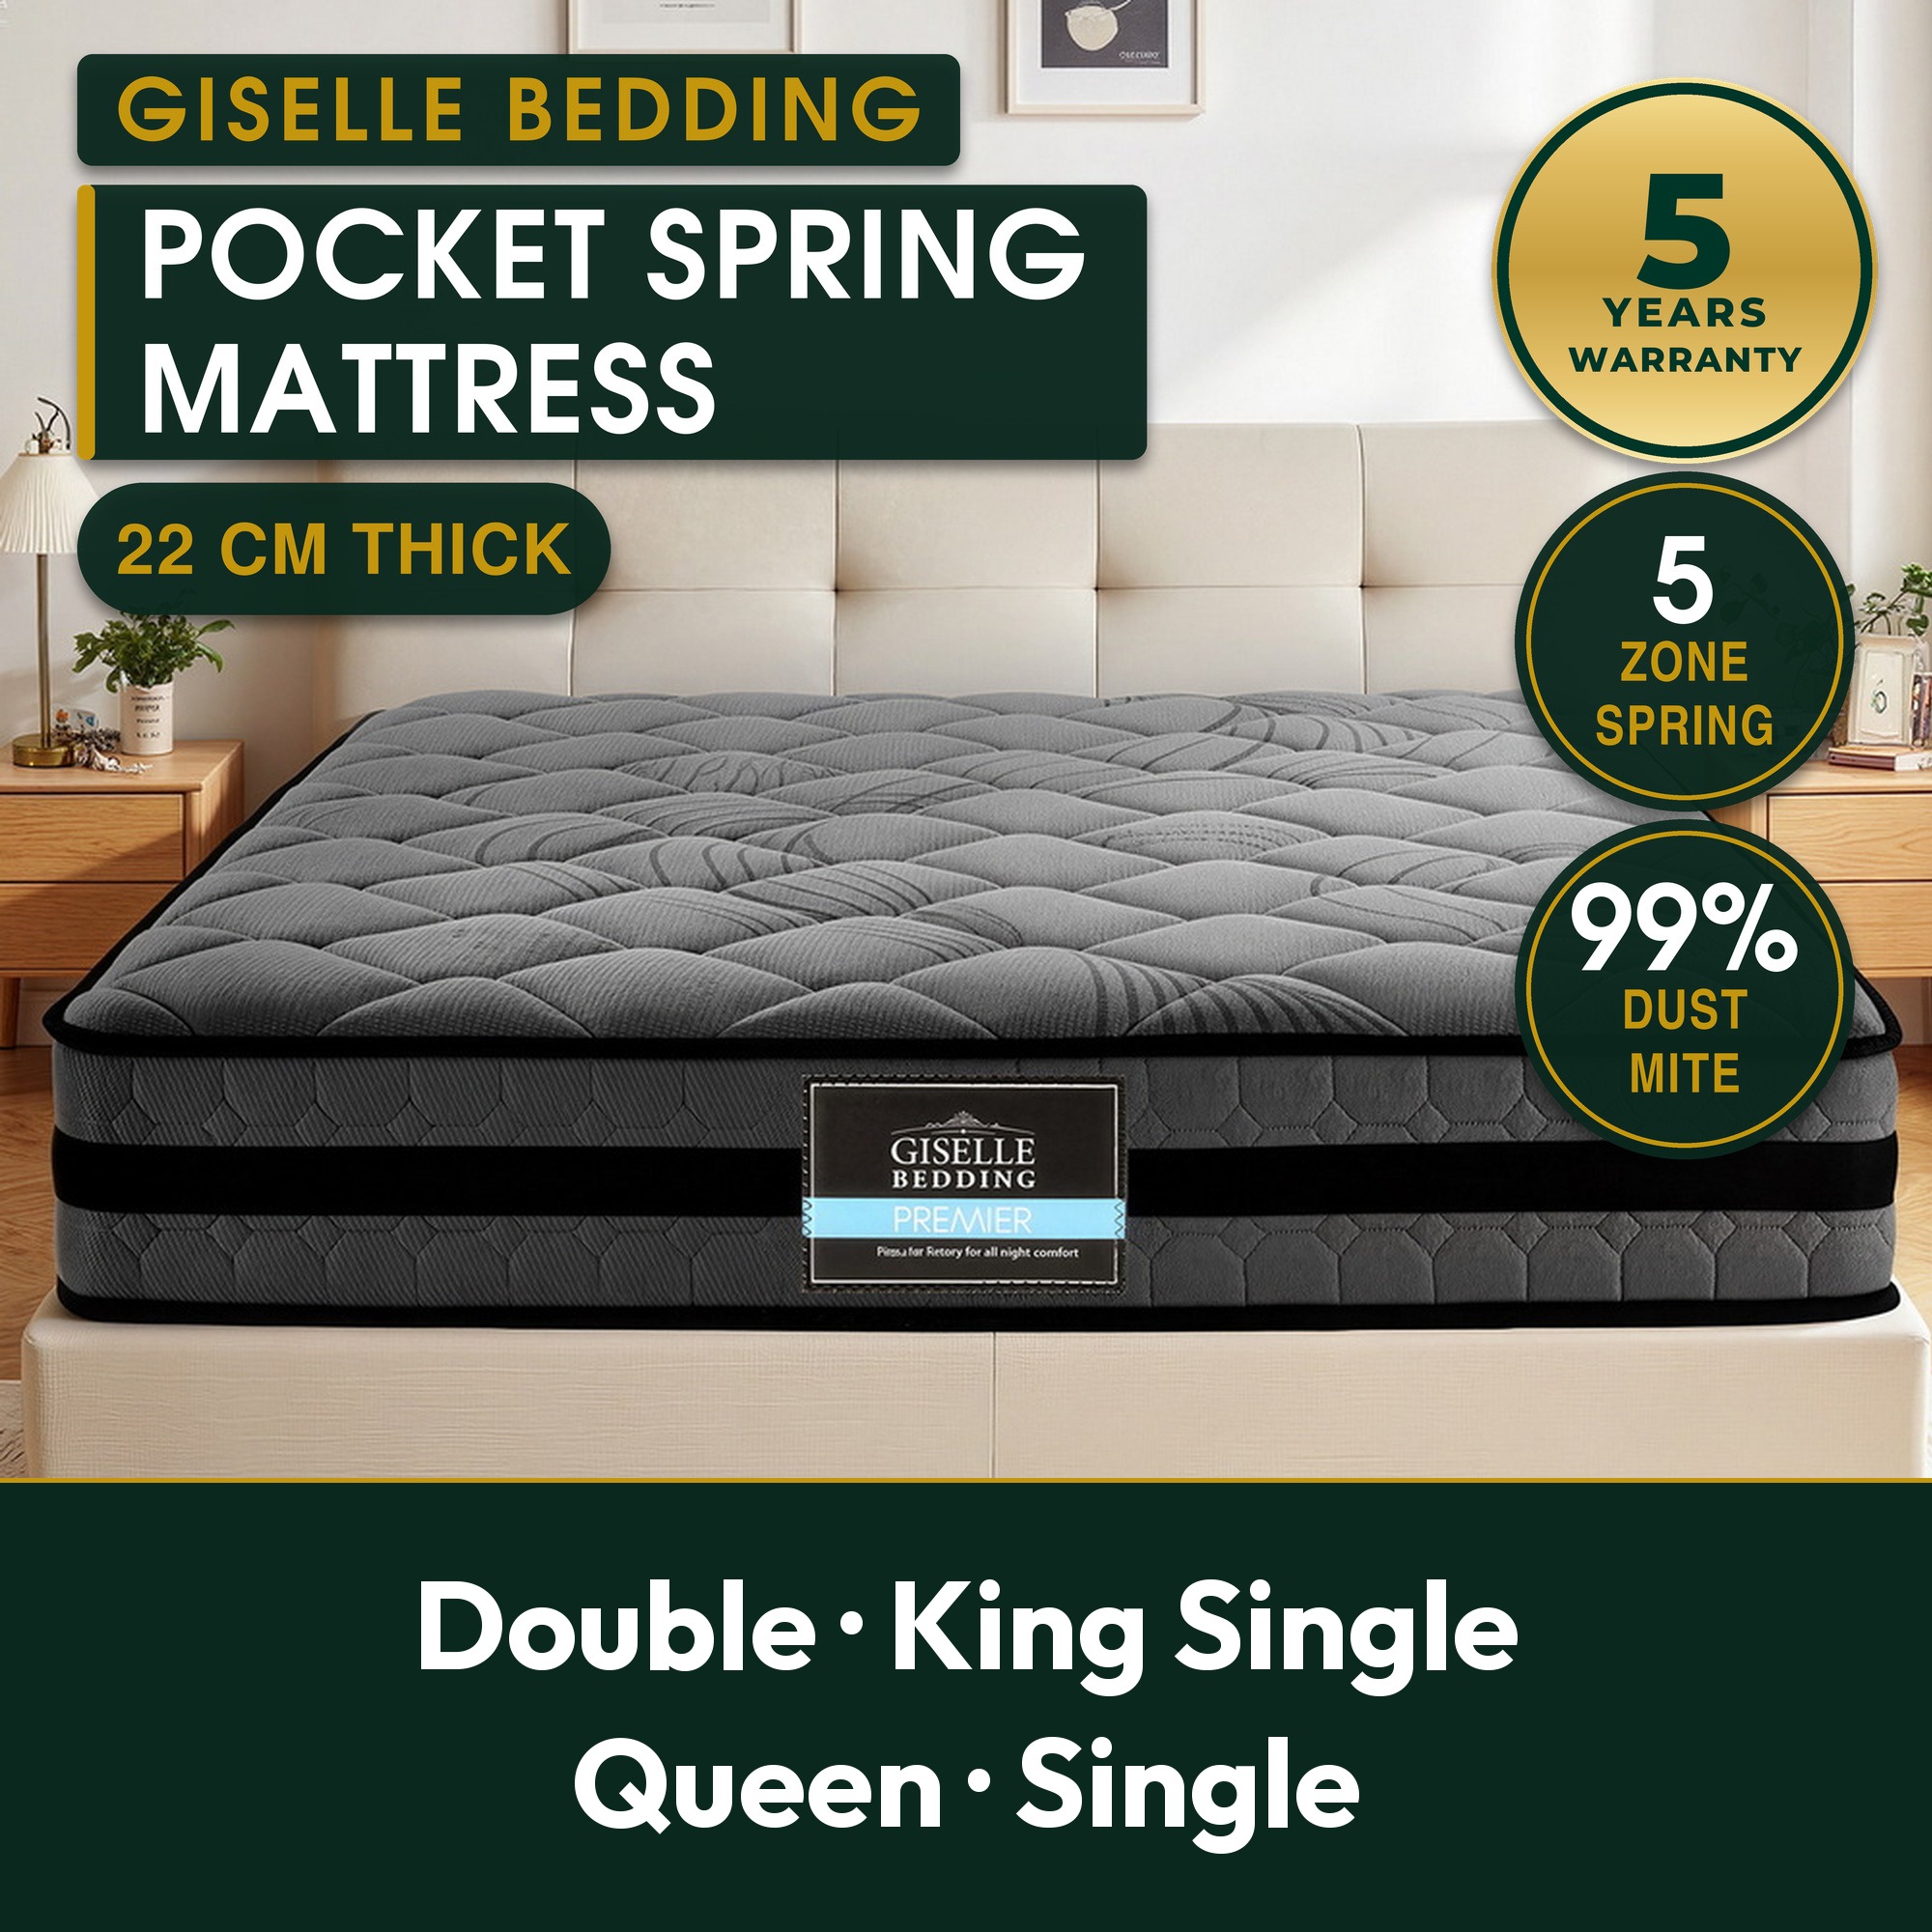 GISELLE BEDDING
POCKET SPRING
MATTRESS
22 CM THICK
5
YEARS
WARRANTY
5
ZONE
SPRING
99%
DUST
MITE
GISELLE
BEDDING
PREMIER
for all night comfort
Double · King Single
Queen · Single